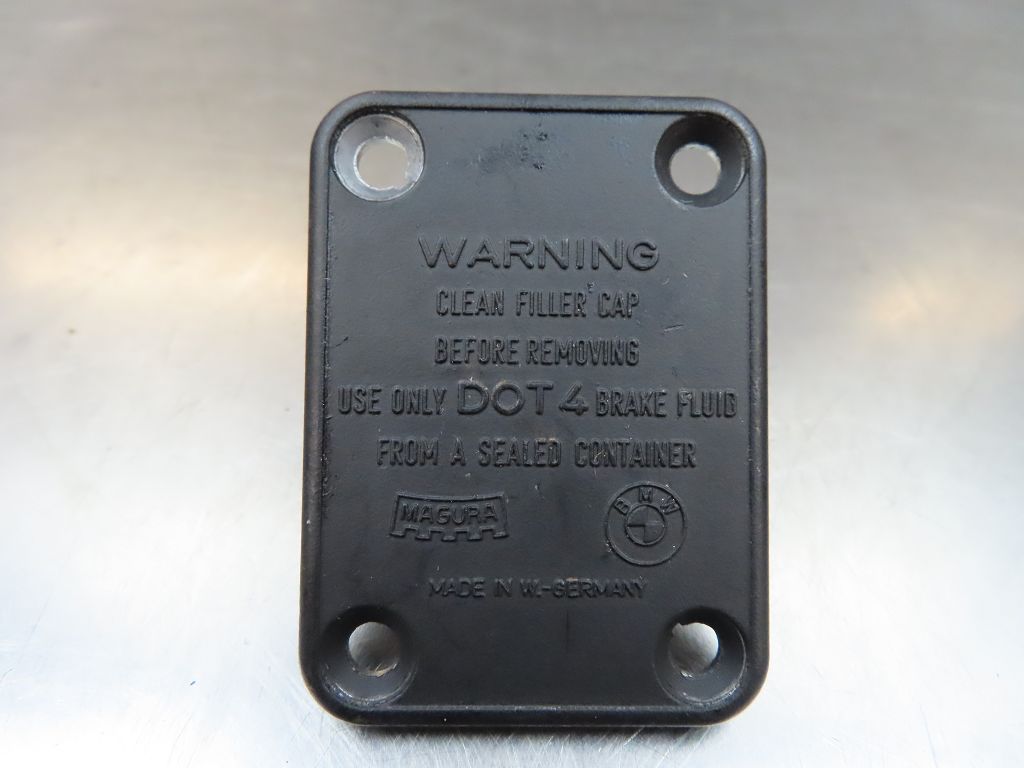 WARNING
CLEAN FILLER CAP
BEFORE REMOVING
USE ONLY DOT 4 BRAKE FLUID
FROM A SEALED CONTAINER
MAGURA
BMW
MADE IN W.-GERMANY